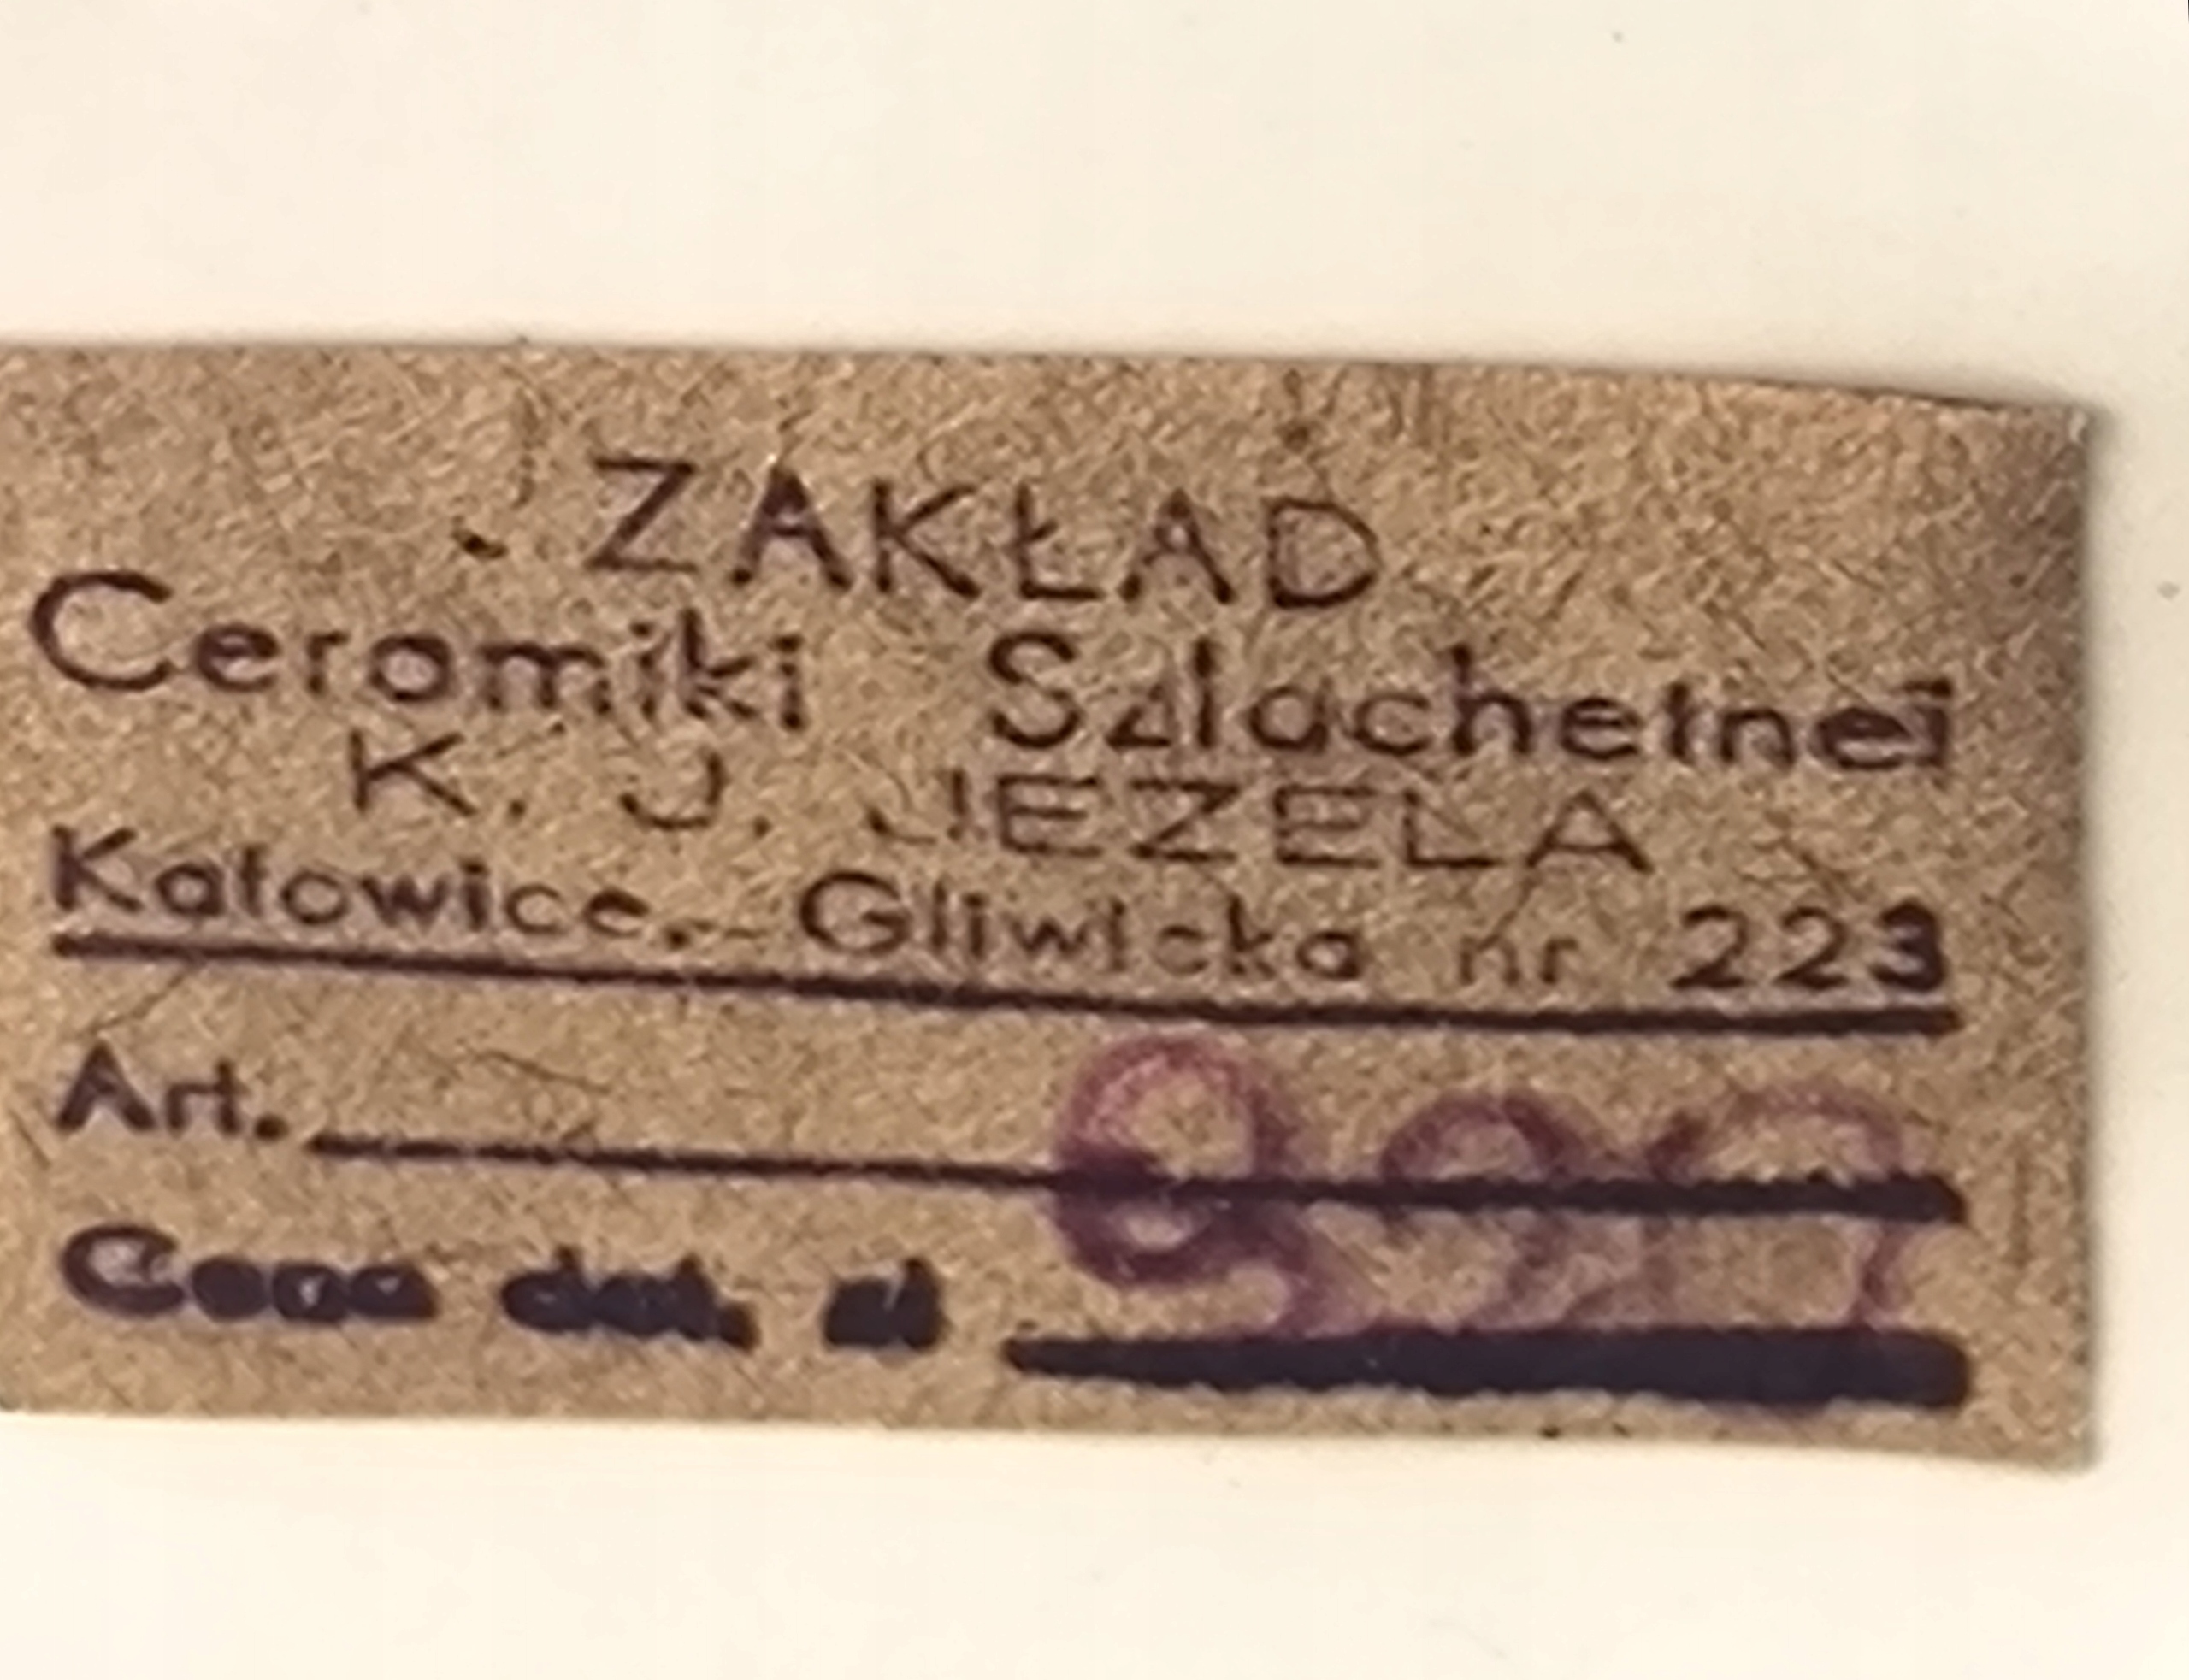 ZAKŁAD
Ceramiki Szlachetnej
K. J. JEZELA
Katowice, Gliwicka nr 223
Art.
Cena det. zł